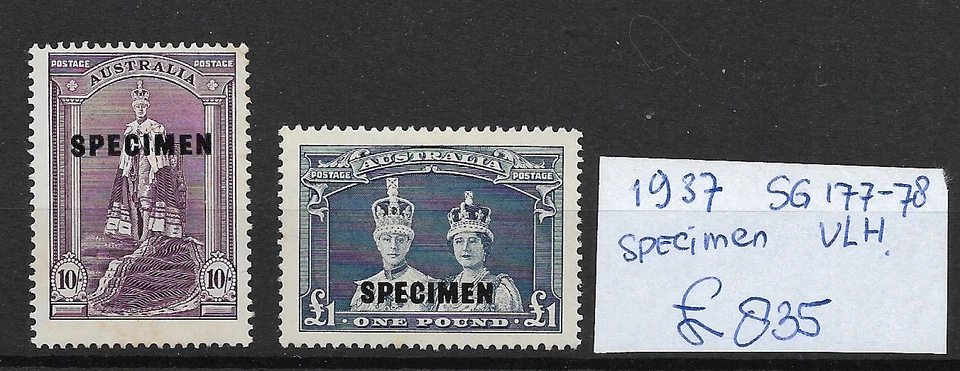 POSTAGE POSTAGE
AUSTRALIA
SPECIMEN
10/- 10/-
AUSTRALIA
POSTAGE POSTAGE
SPECIMEN
£1 ONE POUND £1
1937 SG 177-78
SPECimen VLH.
£835